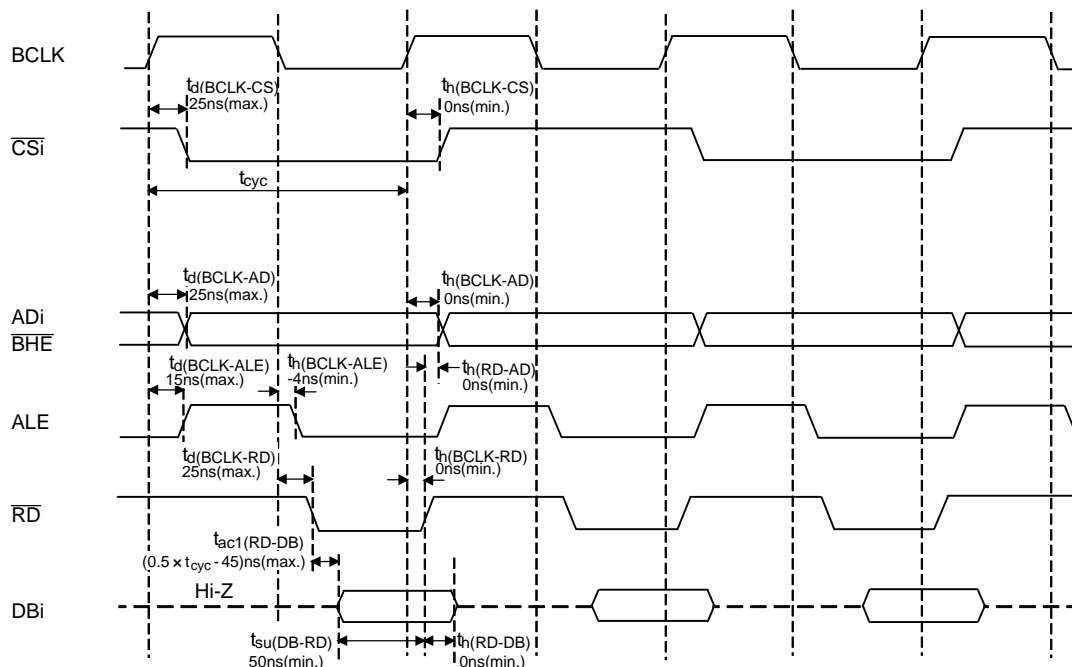 BCLK
td(BCLK-CS)
25ns(max.)
th(BCLK-CS)
0ns(min.)
CSi
tcyc
td(BCLK-AD)
25ns(max.)
th(BCLK-AD)
0ns(min.)
ADi
BHE
td(BCLK-ALE)
15ns(max.)
th(BCLK-ALE)
-4ns(min.)
th(RD-AD)
0ns(min.)
ALE
td(BCLK-RD)
25ns(max.)
th(BCLK-RD)
0ns(min.)
RD
tac1(RD-DB)
(0.5 × tcyc - 45)ns(max.)
Hi-Z
DBi
tsu(DB-RD)
50ns(min.)
th(RD-DB)
0ns(min.)